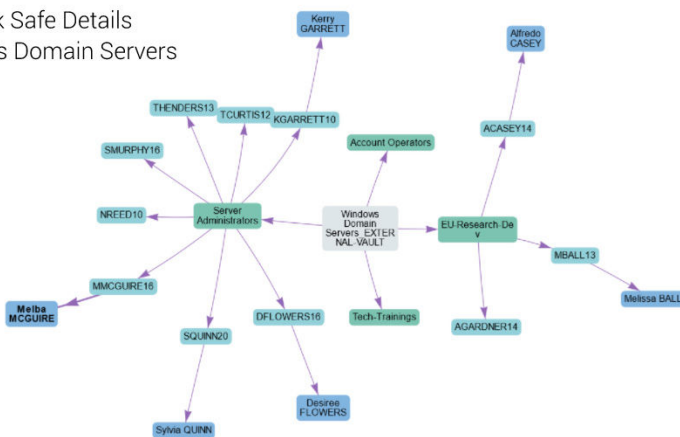 k Safe Details
s Domain Servers
Kerry
GARRETT
Alfredo
CASEY
THENDERS13
TCURTIS12
KGARRETT10
ACASEY14
Account Operators
SMURPHY16
NREED10
Server
Administrators
Windows
Domain
Servers_EXTER
NAL-VAULT
EU-Research-De
v
MBALL13
MMCGUIRE16
Melissa BALL
Melba
MCGUIRE
SQUINN20
DFLOWERS16
Tech-Trainings
AGARDNER14
Desiree
FLOWERS
Sylvia QUINN